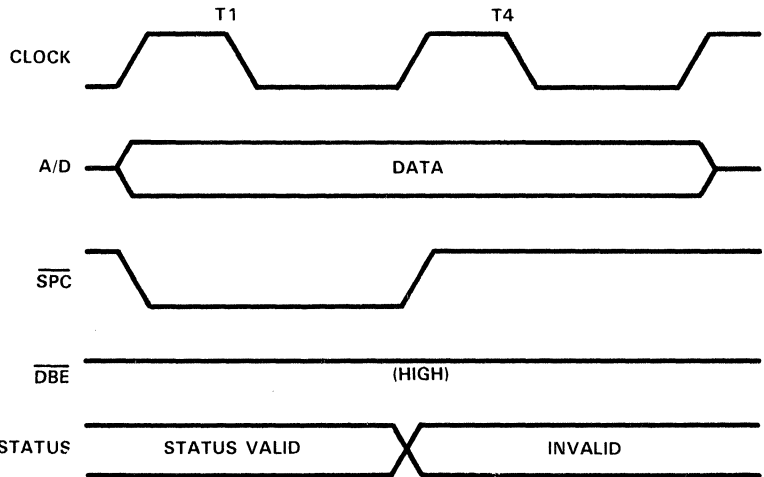 T1 T4
CLOCK
A/D DATA
SPC
DBE (HIGH)
STATUS STATUS VALID INVALID